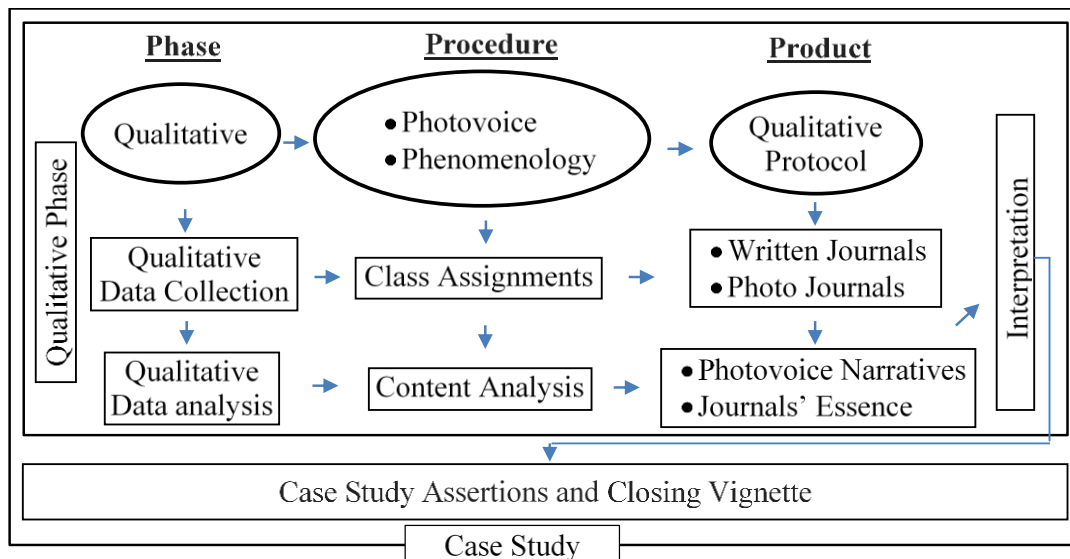 Phase
Procedure
Product
Qualitative
• Photovoice
• Phenomenology
Qualitative
Protocol
Qualitative Phase
Qualitative
Data Collection
Class Assignments
• Written Journals
• Photo Journals
Interpretation
Qualitative
Data analysis
Content Analysis
• Photovoice Narratives
• Journals’ Essence
Case Study Assertions and Closing Vignette
Case Study